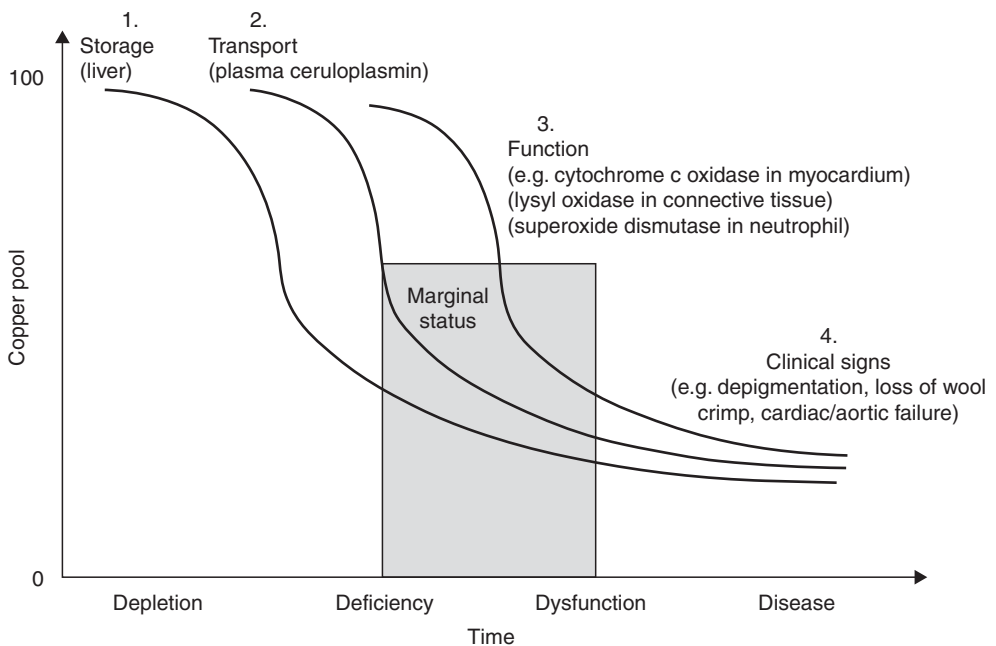 1.
Storage
(liver)
2.
Transport
(plasma ceruloplasmin)
3.
Function
(e.g. cytochrome c oxidase in myocardium)
(lysyl oxidase in connective tissue)
(superoxide dismutase in neutrophil)
4.
Clinical signs
(e.g. depigmentation, loss of wool
crimp, cardiac/aortic failure)
Marginal
status
100
0
Copper pool
Depletion
Deficiency
Dysfunction
Disease
Time